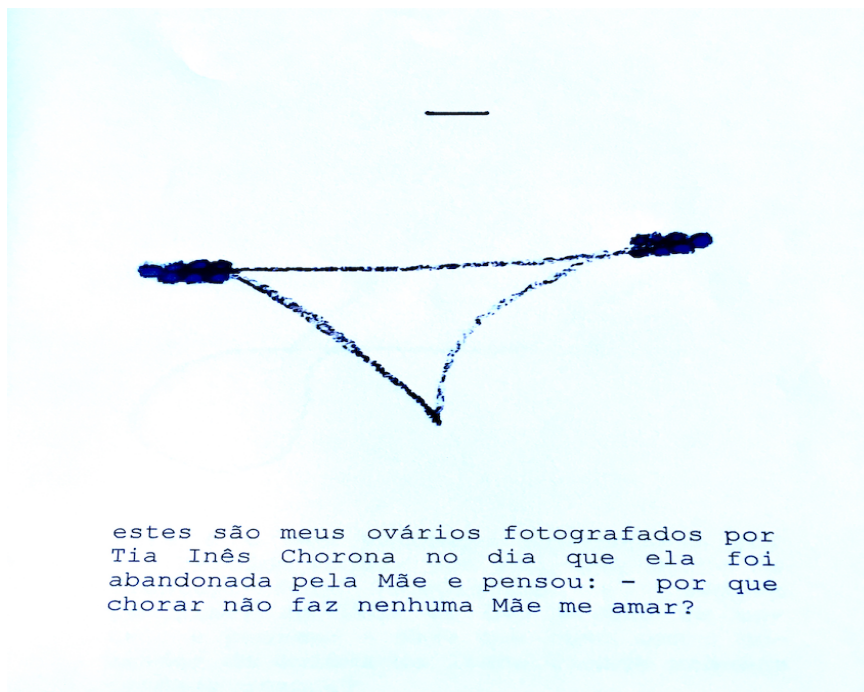 estes são meus ovários fotografados por
Tia Inês Chorona no dia que ela foi
abandonada pela Mãe e pensou: – por que
chorar não faz nenhuma Mãe me amar?